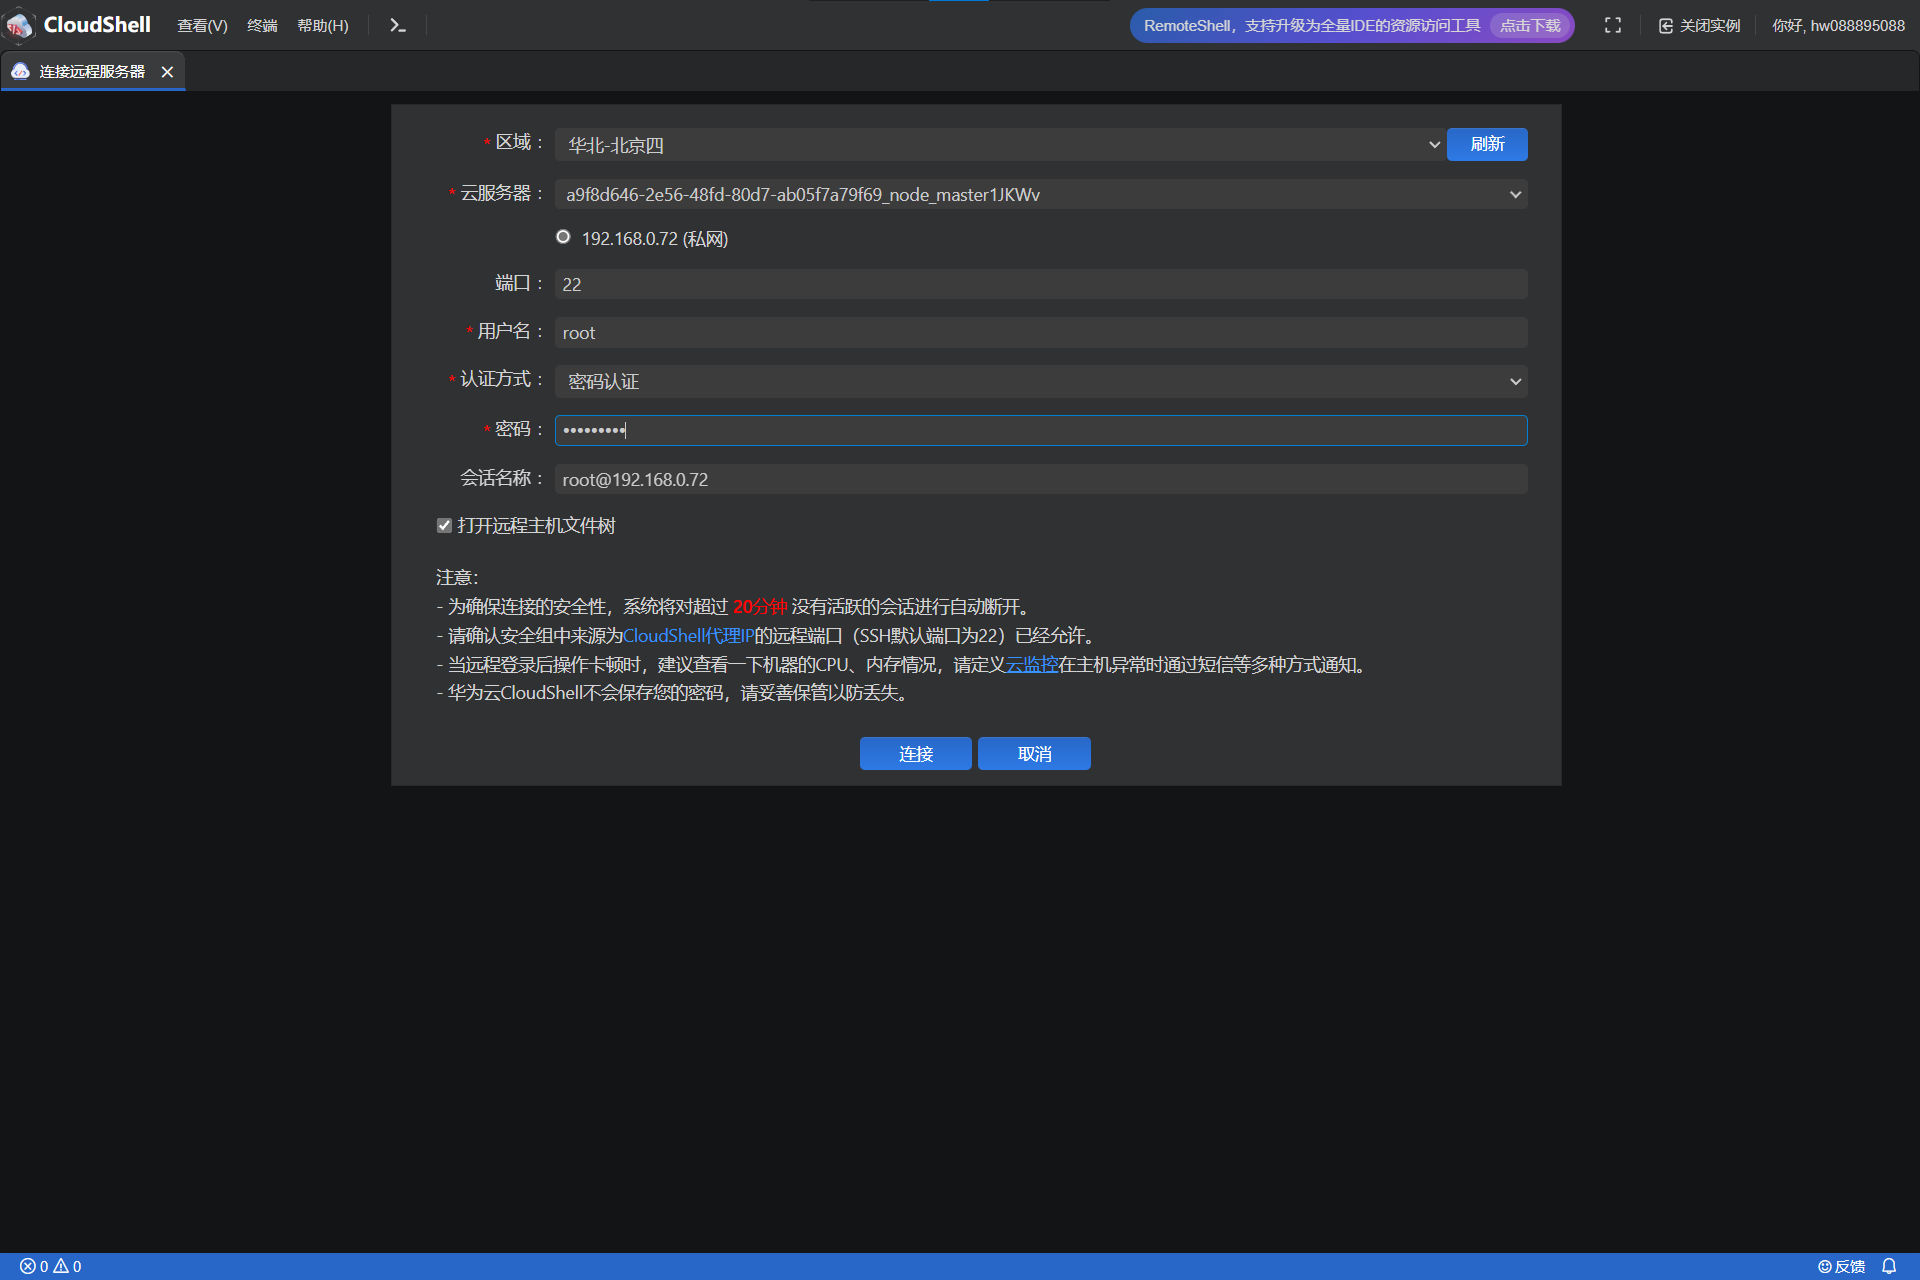 CloudShell 查看(V) 终端 帮助(H) RemoteShell，支持升级为全量IDE的资源访问工具 点击下载 关闭实例 你好, hw088895088
连接远程服务器
* 区域： 华北-北京四 刷新
* 云服务器： a9f8d646-2e56-48fd-80d7-ab05f7a79f69_node_master1JKWv
192.168.0.72 (私网)
端口： 22
* 用户名： root
* 认证方式： 密码认证
* 密码： •••••••••
会话名称： root@192.168.0.72
打开远程主机文件树
注意：
- 为确保连接的安全性，系统将对超过 20分钟 没有活跃的会话进行自动断开。
- 请确认安全组中来源为CloudShell代理IP的远程端口（SSH默认端口为22）已经允许。
- 当远程登录后操作卡顿时，建议查看一下机器的CPU、内存情况，请定义云监控在主机异常时通过短信等多种方式通知。
- 华为云CloudShell不会保存您的密码，请妥善保管以防丢失。
连接 取消
0 0 反馈